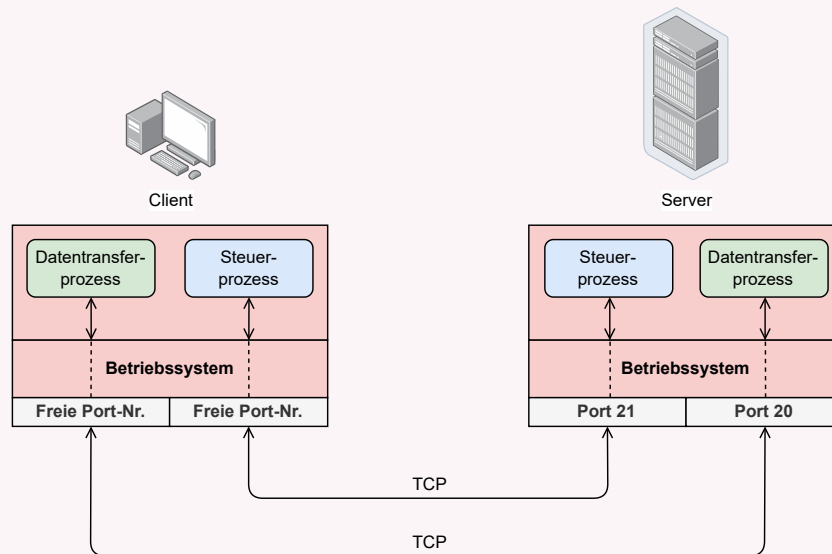 Client
Server
Datentransfer-
prozess
Steuer-
prozess
Steuer-
prozess
Datentransfer-
prozess
Betriebssystem
Betriebssystem
Freie Port-Nr.
Freie Port-Nr.
Port 21
Port 20
TCP
TCP